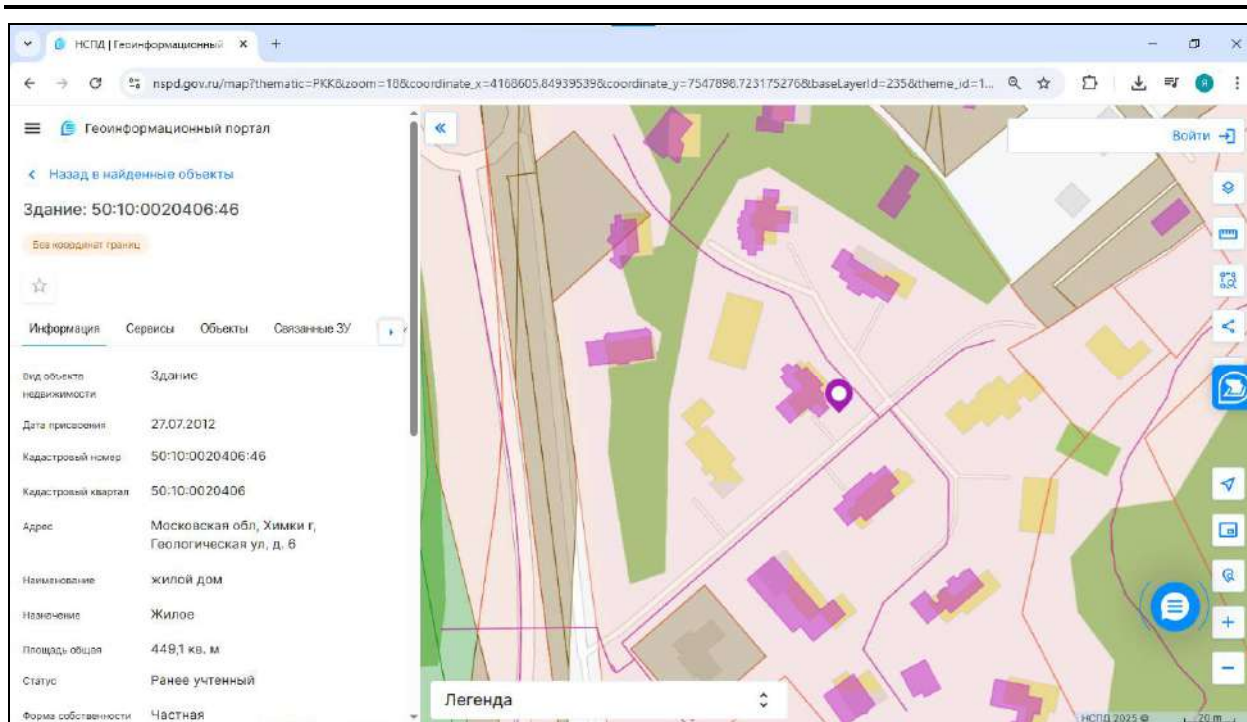 НСПД | Геоинформационный
nspd.gov.ru/map?thematic=PKK&zoom=18&coordinate_x=4168605.84939539&coordinate_y=7547898.723175276&baseLayerId=235&theme_id=1...
Я
Геоинформационный портал
Войти
Назад в найденные объекты
Здание: 50:10:0020406:46
Без координат границ
Информация Сервисы Объекты Связанные ЗУ
Вид объекта недвижимости Здание
Дата присвоения 27.07.2012
Кадастровый номер 50:10:0020406:46
Кадастровый квартал 50:10:0020406
Адрес Московская обл, Химки г,
Геологическая ул, д. 6
Наименование жилой дом
Назначение Жилое
Площадь общая 449,1 кв. м
Статус Ранее учтенный
Форма собственности Частная
Легенда
НСПД 2025 © 20 m